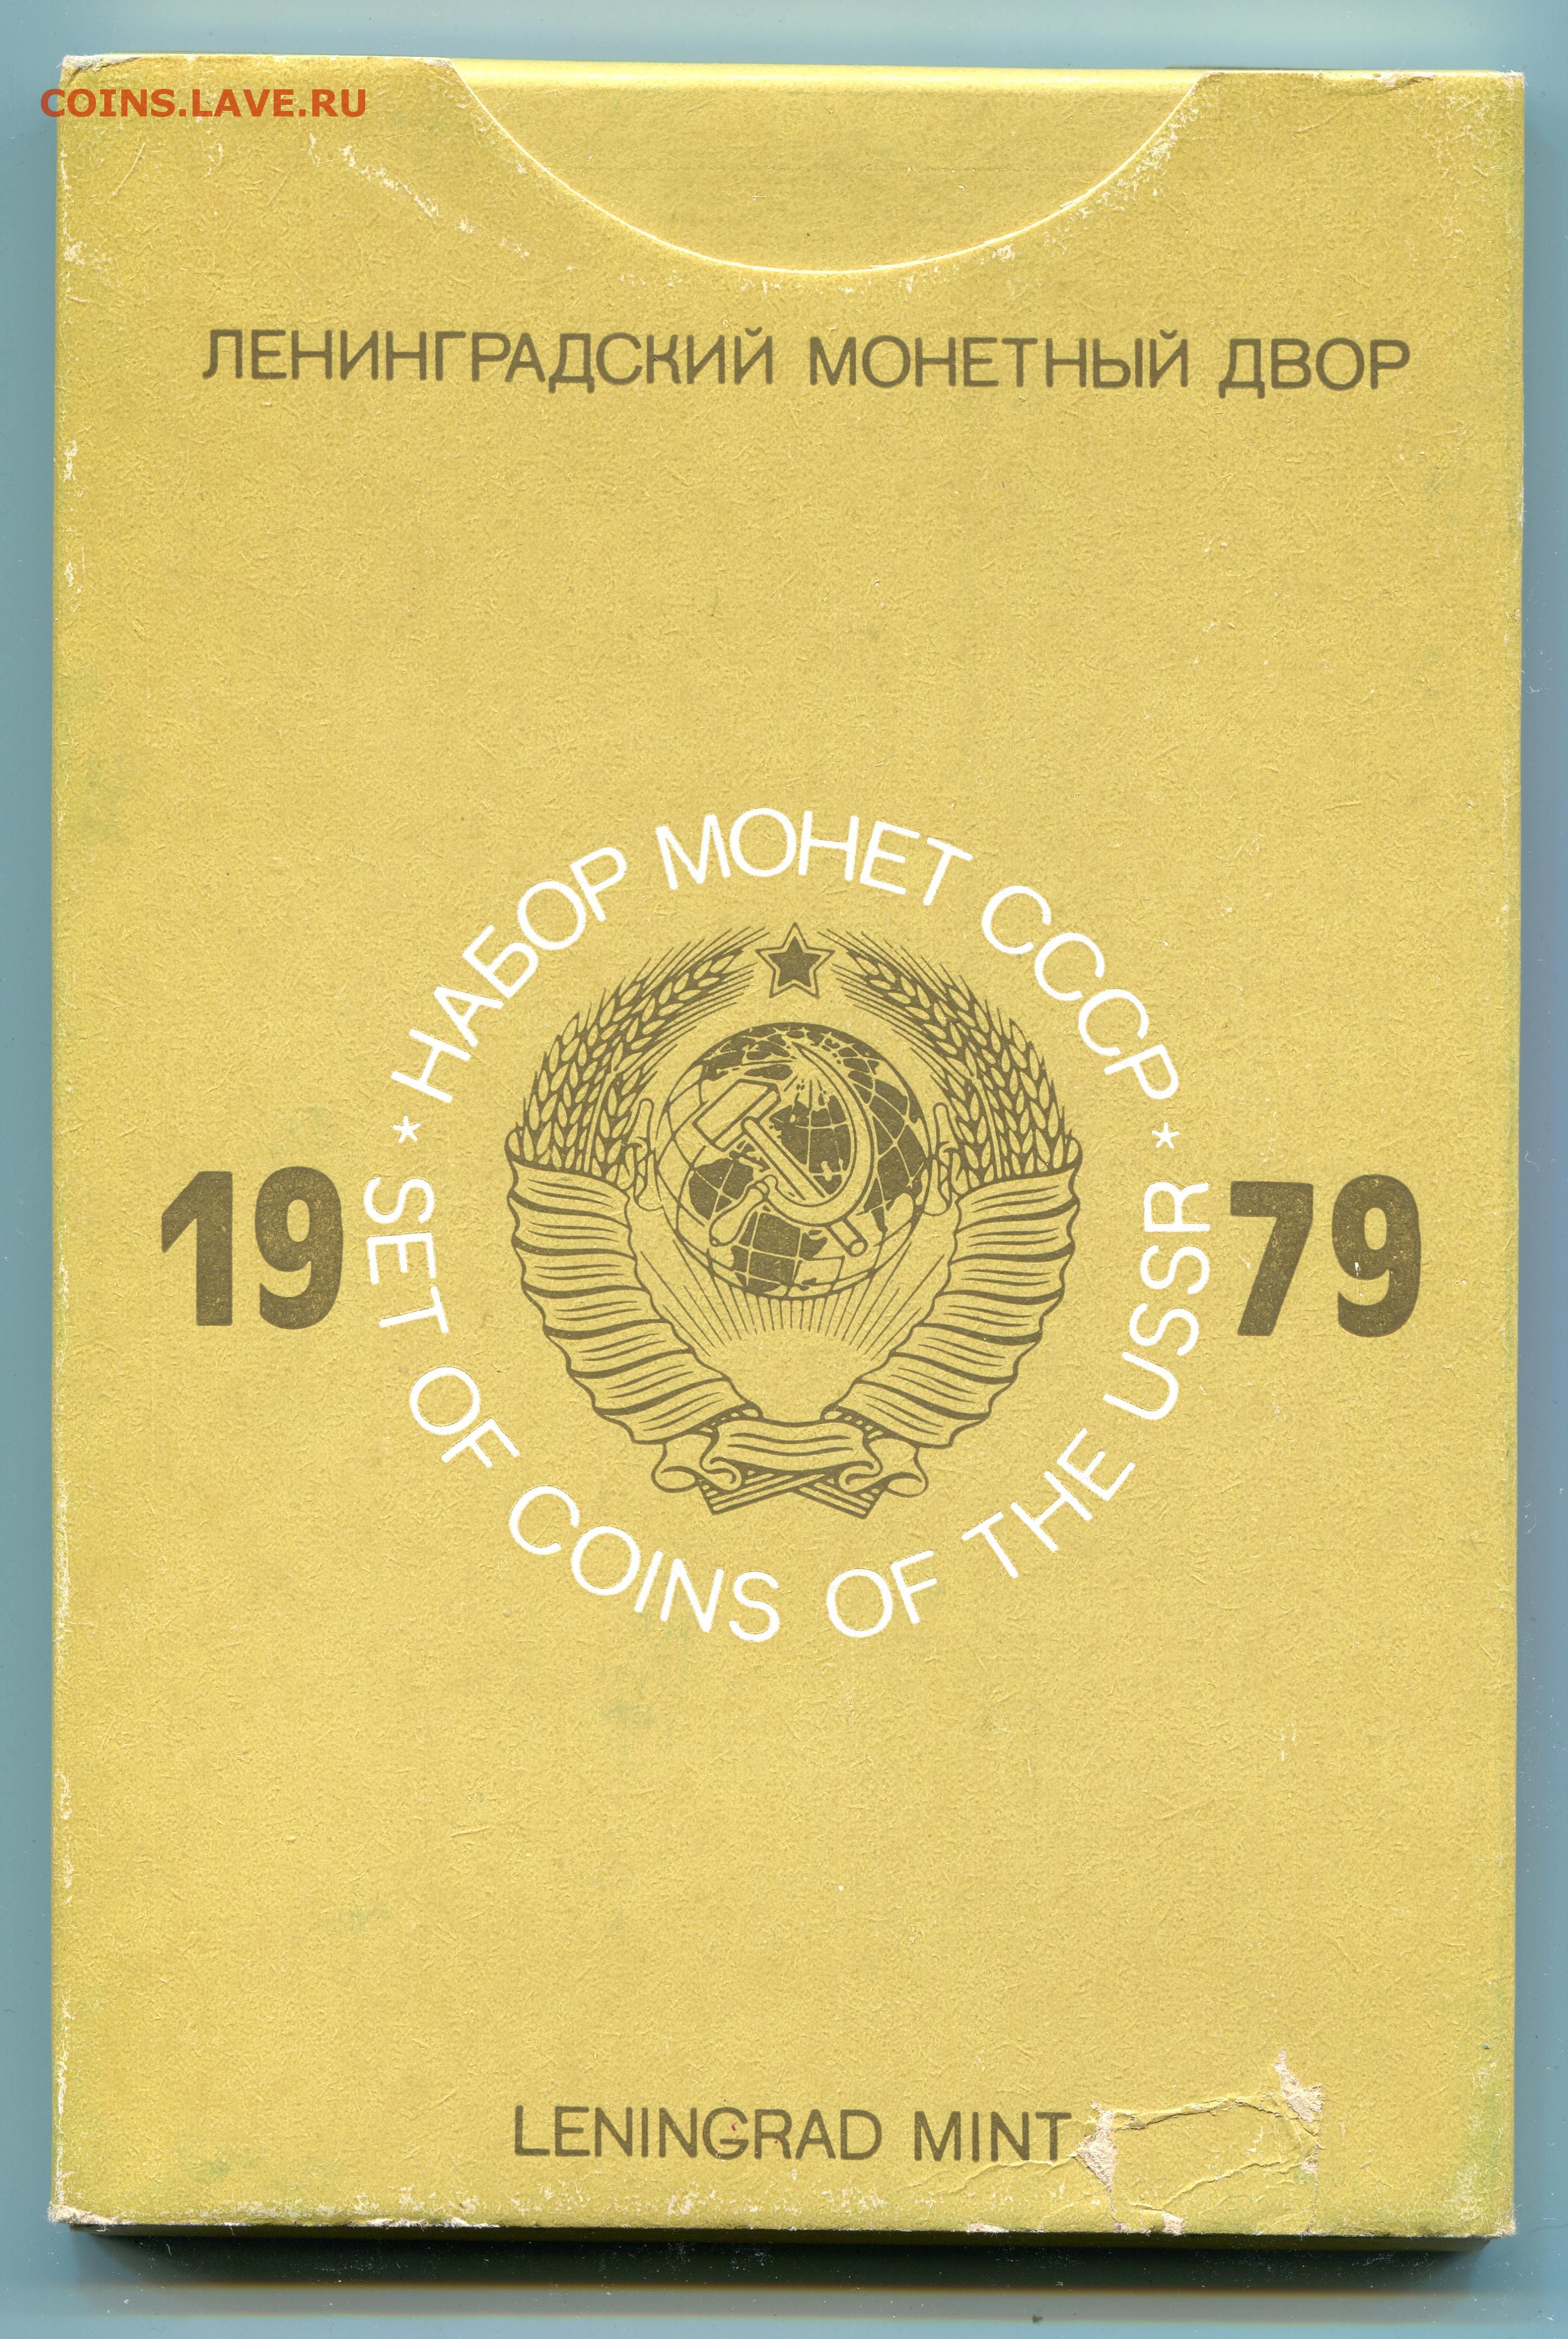 COINS.LAVE.RU
ЛЕНИНГРАДСКИЙ МОНЕТНЫЙ ДВОР
* НАБОР МОНЕТ СССР *
19 79
SET OF COINS OF THE USSR
LENINGRAD MINT